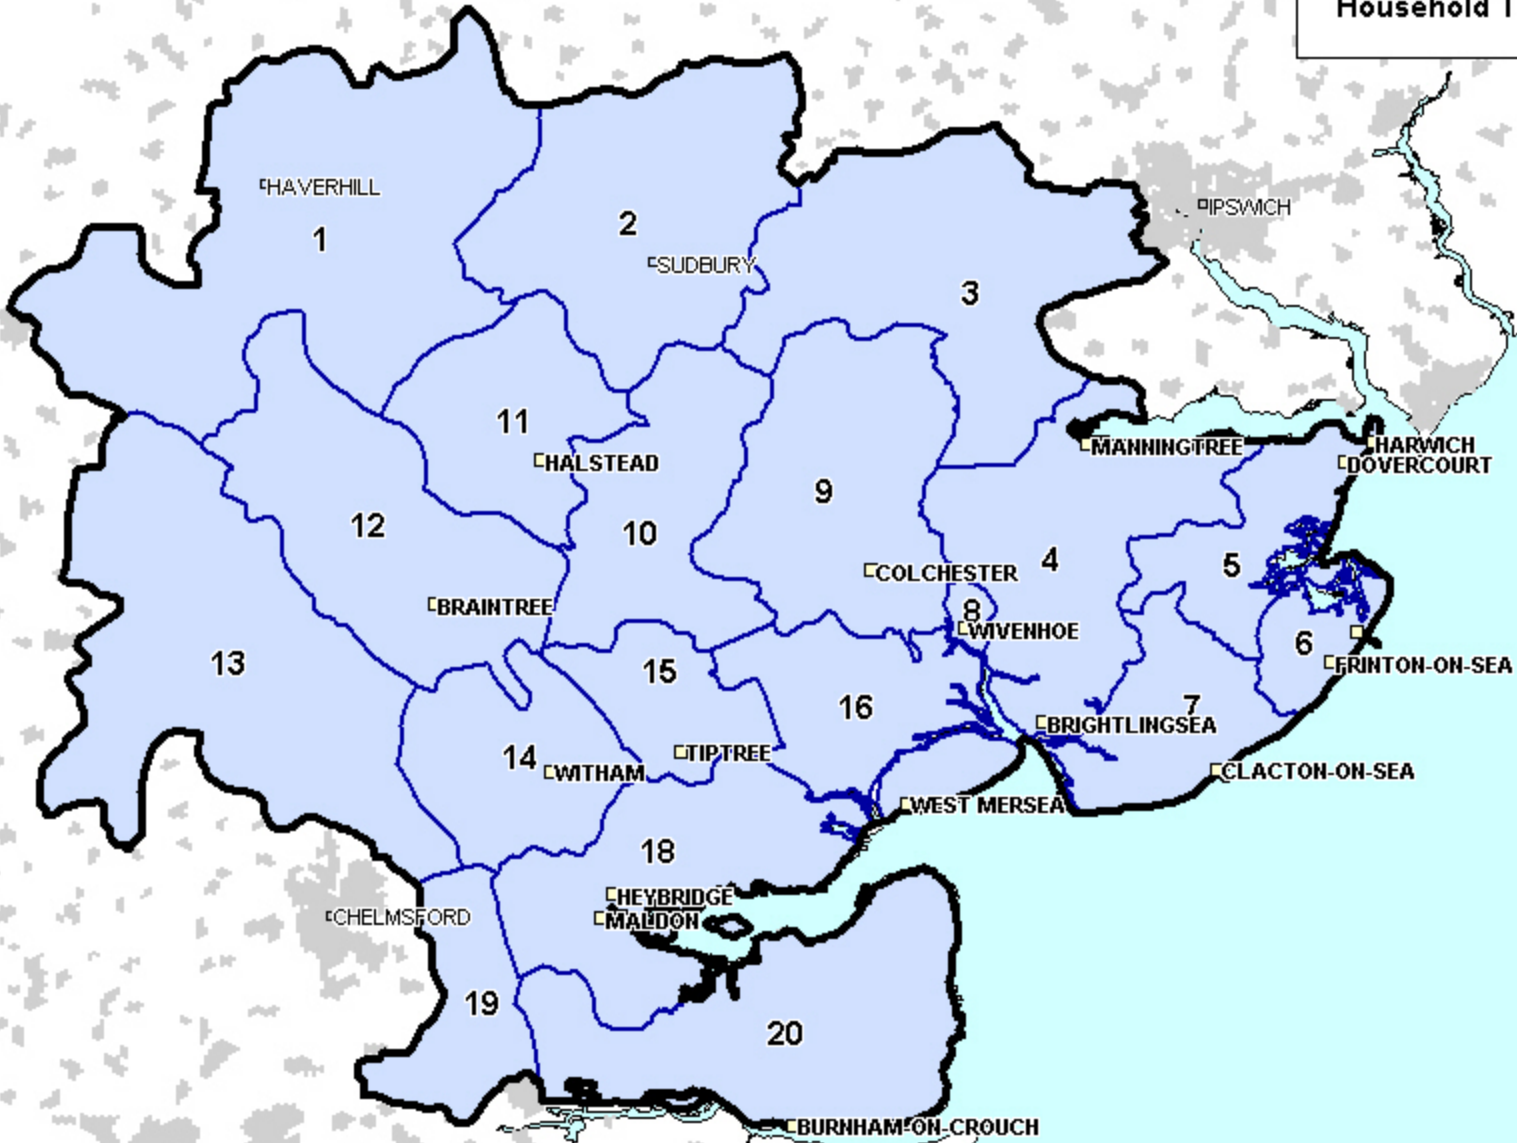 Household T
HAVERHILL
1
2
IPSWICH
SUDBURY
3
11
MANNINGTREE
HARWICH
HALSTEAD
DOVERCOURT
9
12
10
4
5
COLCHESTER
BRAINTREE
8
WIVENHOE
6
13
15
FRINTON-ON-SEA
16
7
BRIGHTLINGSEA
14
TIPTREE
WITHAM
CLACTON-ON-SEA
WEST MERSEA
18
HEYBRIDGE
CHELMSFORD
MALDON
19
20
BURNHAM-ON-CROUCH